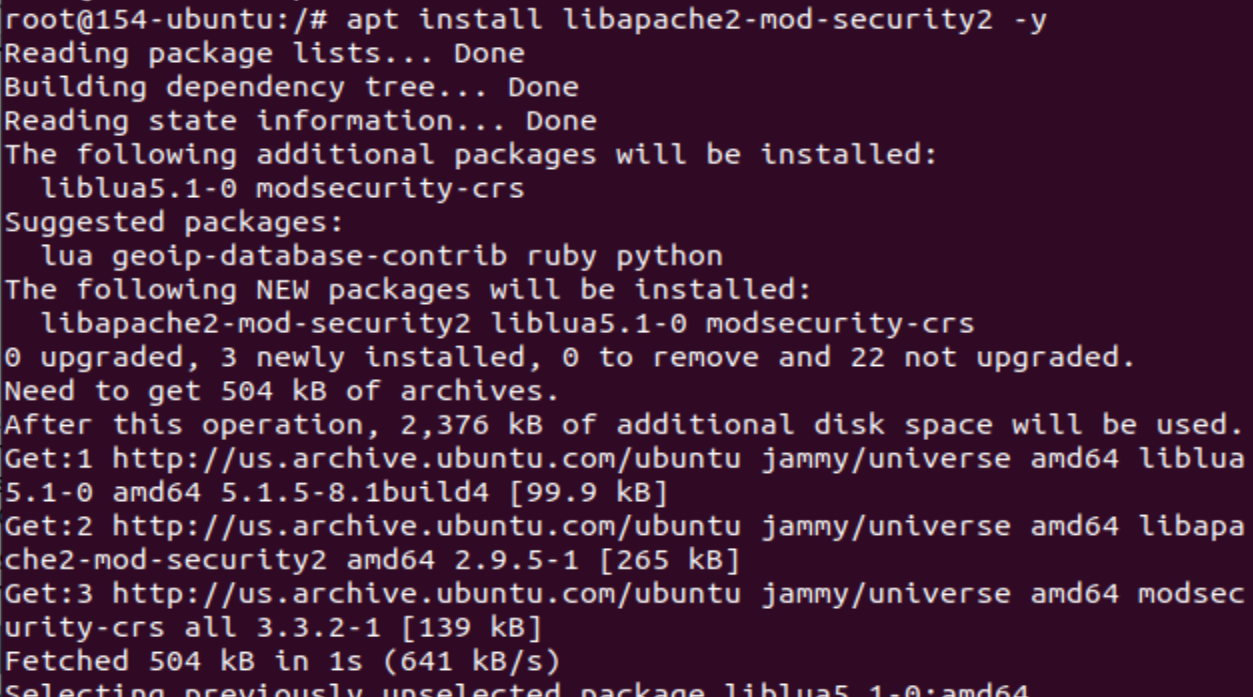 root@154-ubuntu:/# apt install libapache2-mod-security2 -y
Reading package lists... Done
Building dependency tree... Done
Reading state information... Done
The following additional packages will be installed:
  liblua5.1-0 modsecurity-crs
Suggested packages:
  lua geoip-database-contrib ruby python
The following NEW packages will be installed:
  libapache2-mod-security2 liblua5.1-0 modsecurity-crs
0 upgraded, 3 newly installed, 0 to remove and 22 not upgraded.
Need to get 504 kB of archives.
After this operation, 2,376 kB of additional disk space will be used.
Get:1 http://us.archive.ubuntu.com/ubuntu jammy/universe amd64 liblua
5.1-0 amd64 5.1.5-8.1build4 [99.9 kB]
Get:2 http://us.archive.ubuntu.com/ubuntu jammy/universe amd64 libapa
che2-mod-security2 amd64 2.9.5-1 [265 kB]
Get:3 http://us.archive.ubuntu.com/ubuntu jammy/universe amd64 modsec
urity-crs all 3.3.2-1 [139 kB]
Fetched 504 kB in 1s (641 kB/s)
Selecting previously unselected package liblua5.1-0:amd64